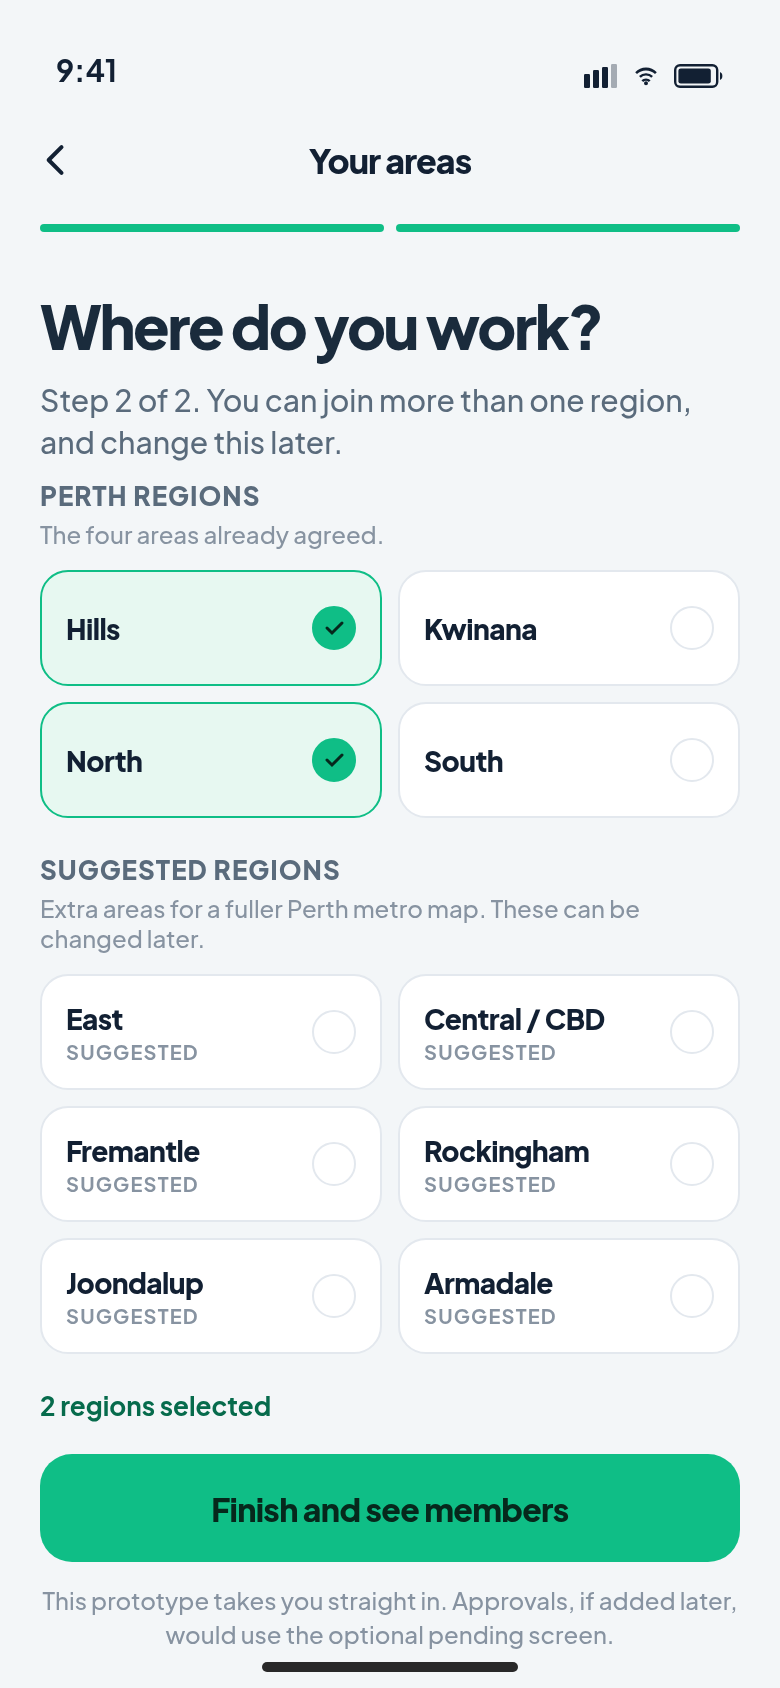 9:41
Your areas
Where do you work?
Step 2 of 2. You can join more than one region,
and change this later.
PERTH REGIONS
The four areas already agreed.
Hills
Kwinana
North
South
SUGGESTED REGIONS
Extra areas for a fuller Perth metro map. These can be
changed later.
East
SUGGESTED
Central / CBD
SUGGESTED
Fremantle
SUGGESTED
Rockingham
SUGGESTED
Joondalup
SUGGESTED
Armadale
SUGGESTED
2 regions selected
Finish and see members
This prototype takes you straight in. Approvals, if added later,
would use the optional pending screen.